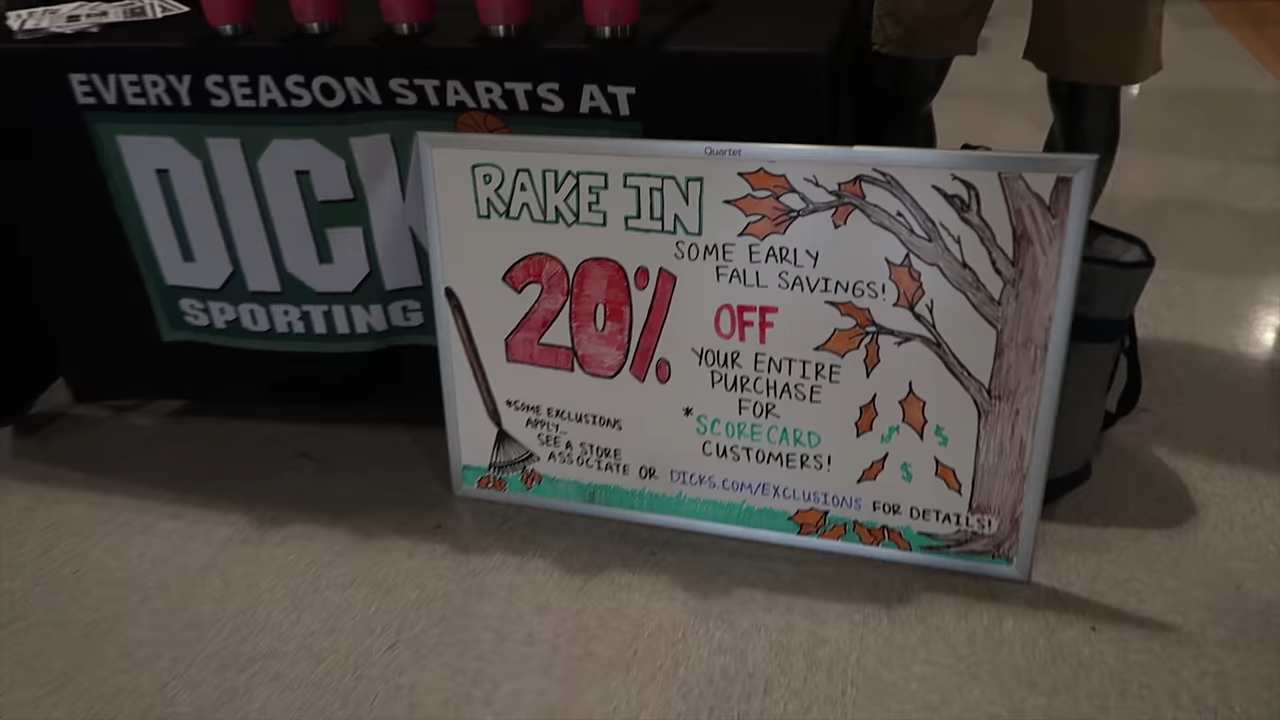 EVERY SEASON STARTS AT
DICK
SPORTING
Quartet
RAKE IN
SOME EARLY
FALL SAVINGS!
20%
OFF
YOUR ENTIRE
PURCHASE
FOR
*SCORECARD
CUSTOMERS!
*SOME EXCLUSIONS
APPLY...
SEE A STORE
ASSOCIATE OR DICKS.COM/EXCLUSIONS FOR DETAILS!
$ $
$